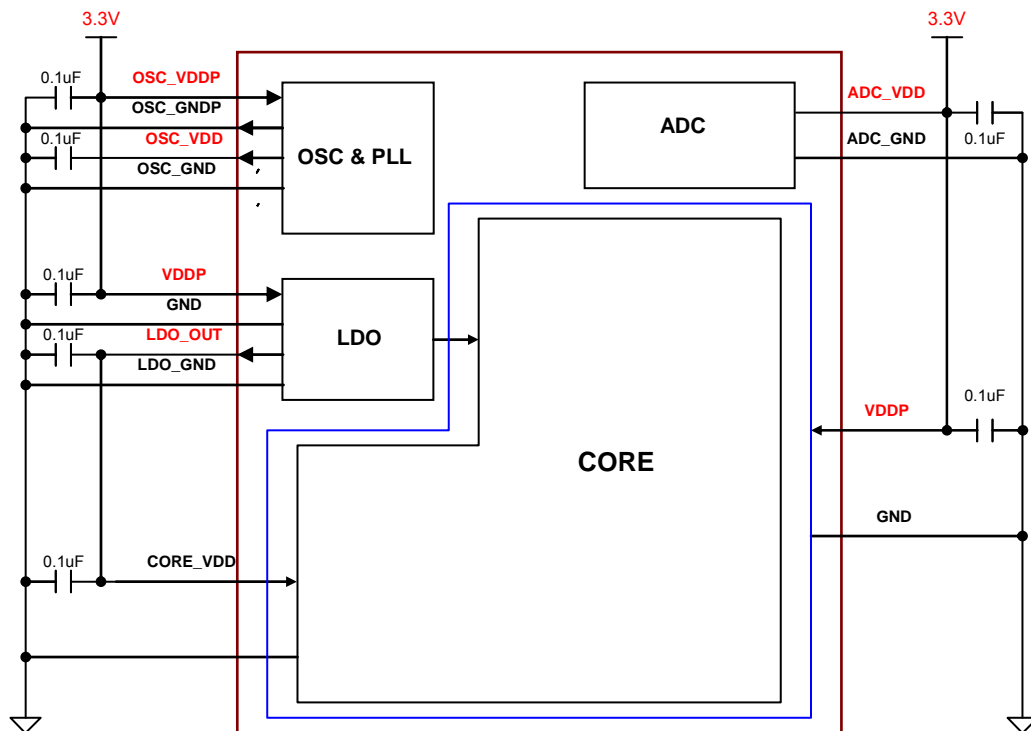 3.3V
3.3V
0.1uF
OSC_VDDP
OSC_GNDP
ADC_VDD
ADC
0.1uF
OSC_VDD
OSC_GND
OSC & PLL
ADC_GND
0.1uF
0.1uF
VDDP
GND
0.1uF
LDO_OUT
LDO_GND
LDO
VDDP
0.1uF
CORE
GND
0.1uF
CORE_VDD